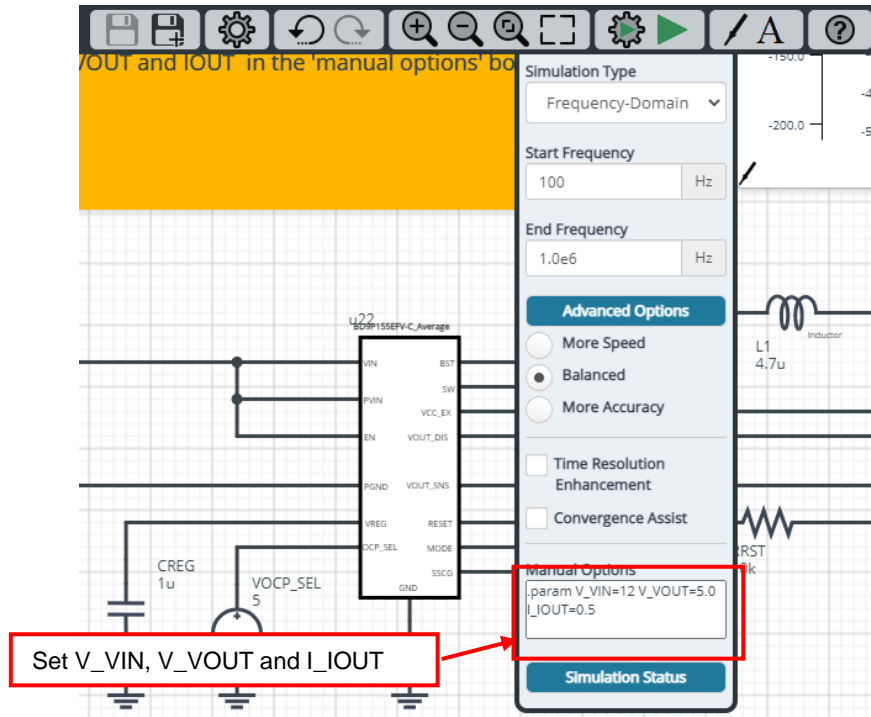 A
?
/OUT and IOUT in the 'manual options' bo
Simulation Type
Frequency-Domain
Start Frequency
100 Hz
End Frequency
1.0e6 Hz
Advanced Options
More Speed
Balanced
More Accuracy
Time Resolution
Enhancement
Convergence Assist
Manual Options
.param V_VIN=12 V_VOUT=5.0
I_IOUT=0.5
Simulation Status
-150.0
-4
-200.0
-5
u22
BD9P155EFV-C_Average
VIN
BST
PVIN
SW
VCC_EX
EN
VOUT_DIS
PGND
VOUT_SNS
VREG
RESET
OCP_SEL
MODE
SSCG
GND
L1
4.7u
Inductor
CREG
1u
VOCP_SEL
5
Set V_VIN, V_VOUT and I_IOUT